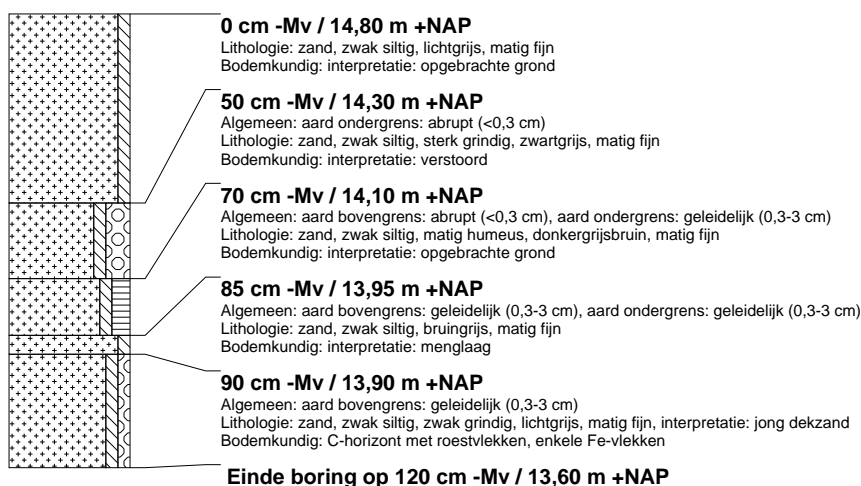 0 cm -Mv / 14,80 m +NAP
Lithologie: zand, zwak siltig, lichtgrijs, matig fijn
Bodemkundig: interpretatie: opgebrachte grond
50 cm -Mv / 14,30 m +NAP
Algemeen: aard ondergrens: abrupt (<0,3 cm)
Lithologie: zand, zwak siltig, sterk grindig, zwartgrijs, matig fijn
Bodemkundig: interpretatie: verstoord
70 cm -Mv / 14,10 m +NAP
Algemeen: aard bovengrens: abrupt (<0,3 cm), aard ondergrens: geleidelijk (0,3-3 cm)
Lithologie: zand, zwak siltig, matig humeus, donkergrijsbruin, matig fijn
Bodemkundig: interpretatie: opgebrachte grond
85 cm -Mv / 13,95 m +NAP
Algemeen: aard bovengrens: geleidelijk (0,3-3 cm), aard ondergrens: geleidelijk (0,3-3 cm)
Lithologie: zand, zwak siltig, bruingrijs, matig fijn
Bodemkundig: interpretatie: menglaag
90 cm -Mv / 13,90 m +NAP
Algemeen: aard bovengrens: geleidelijk (0,3-3 cm)
Lithologie: zand, zwak siltig, zwak grindig, lichtgrijs, matig fijn, interpretatie: jong dekzand
Bodemkundig: C-horizont met roestvlekken, enkele Fe-vlekken
Einde boring op 120 cm -Mv / 13,60 m +NAP